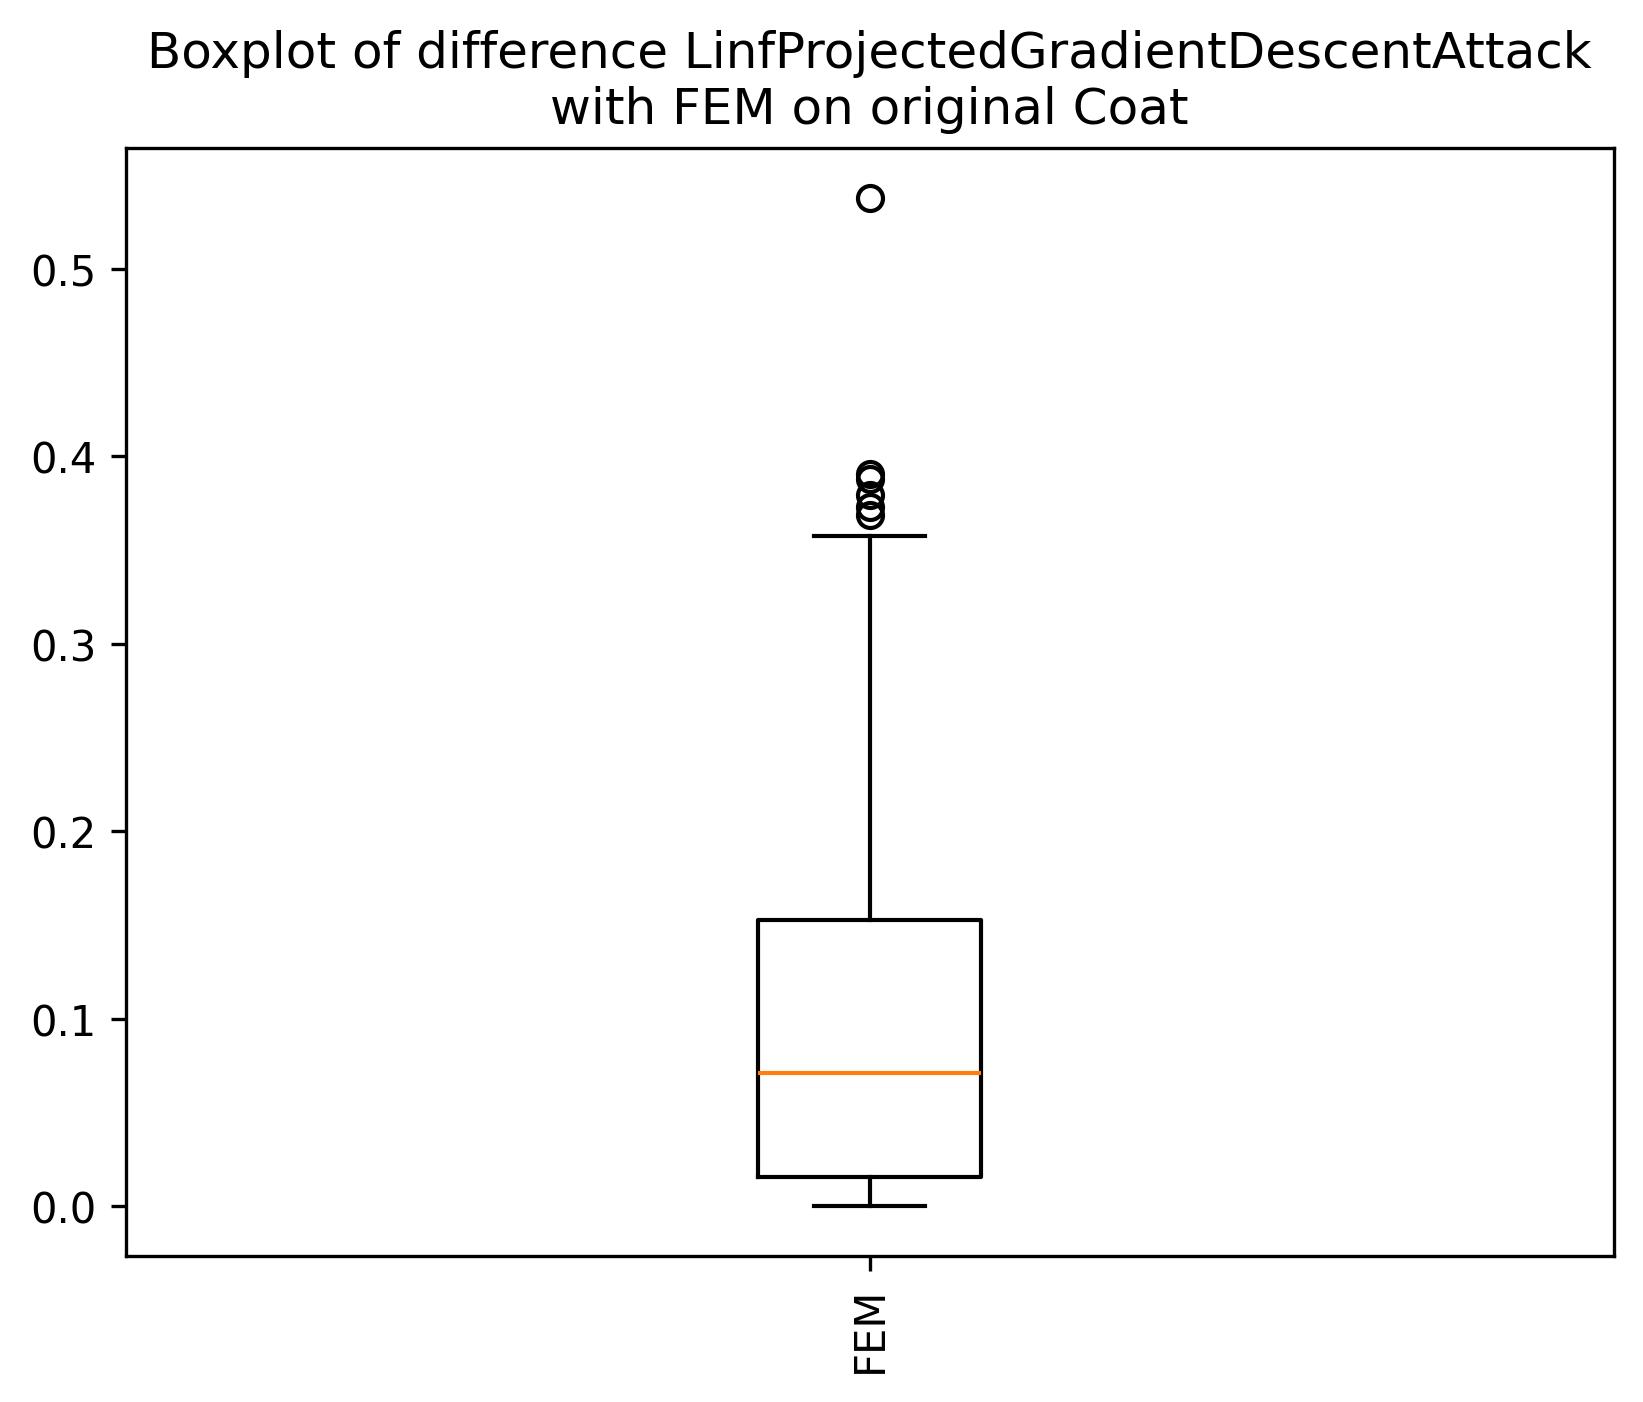 Boxplot of difference LinfProjectedGradientDescentAttack
with FEM on original Coat
0.5
0.4
0.3
0.2
0.1
0.0
FEM